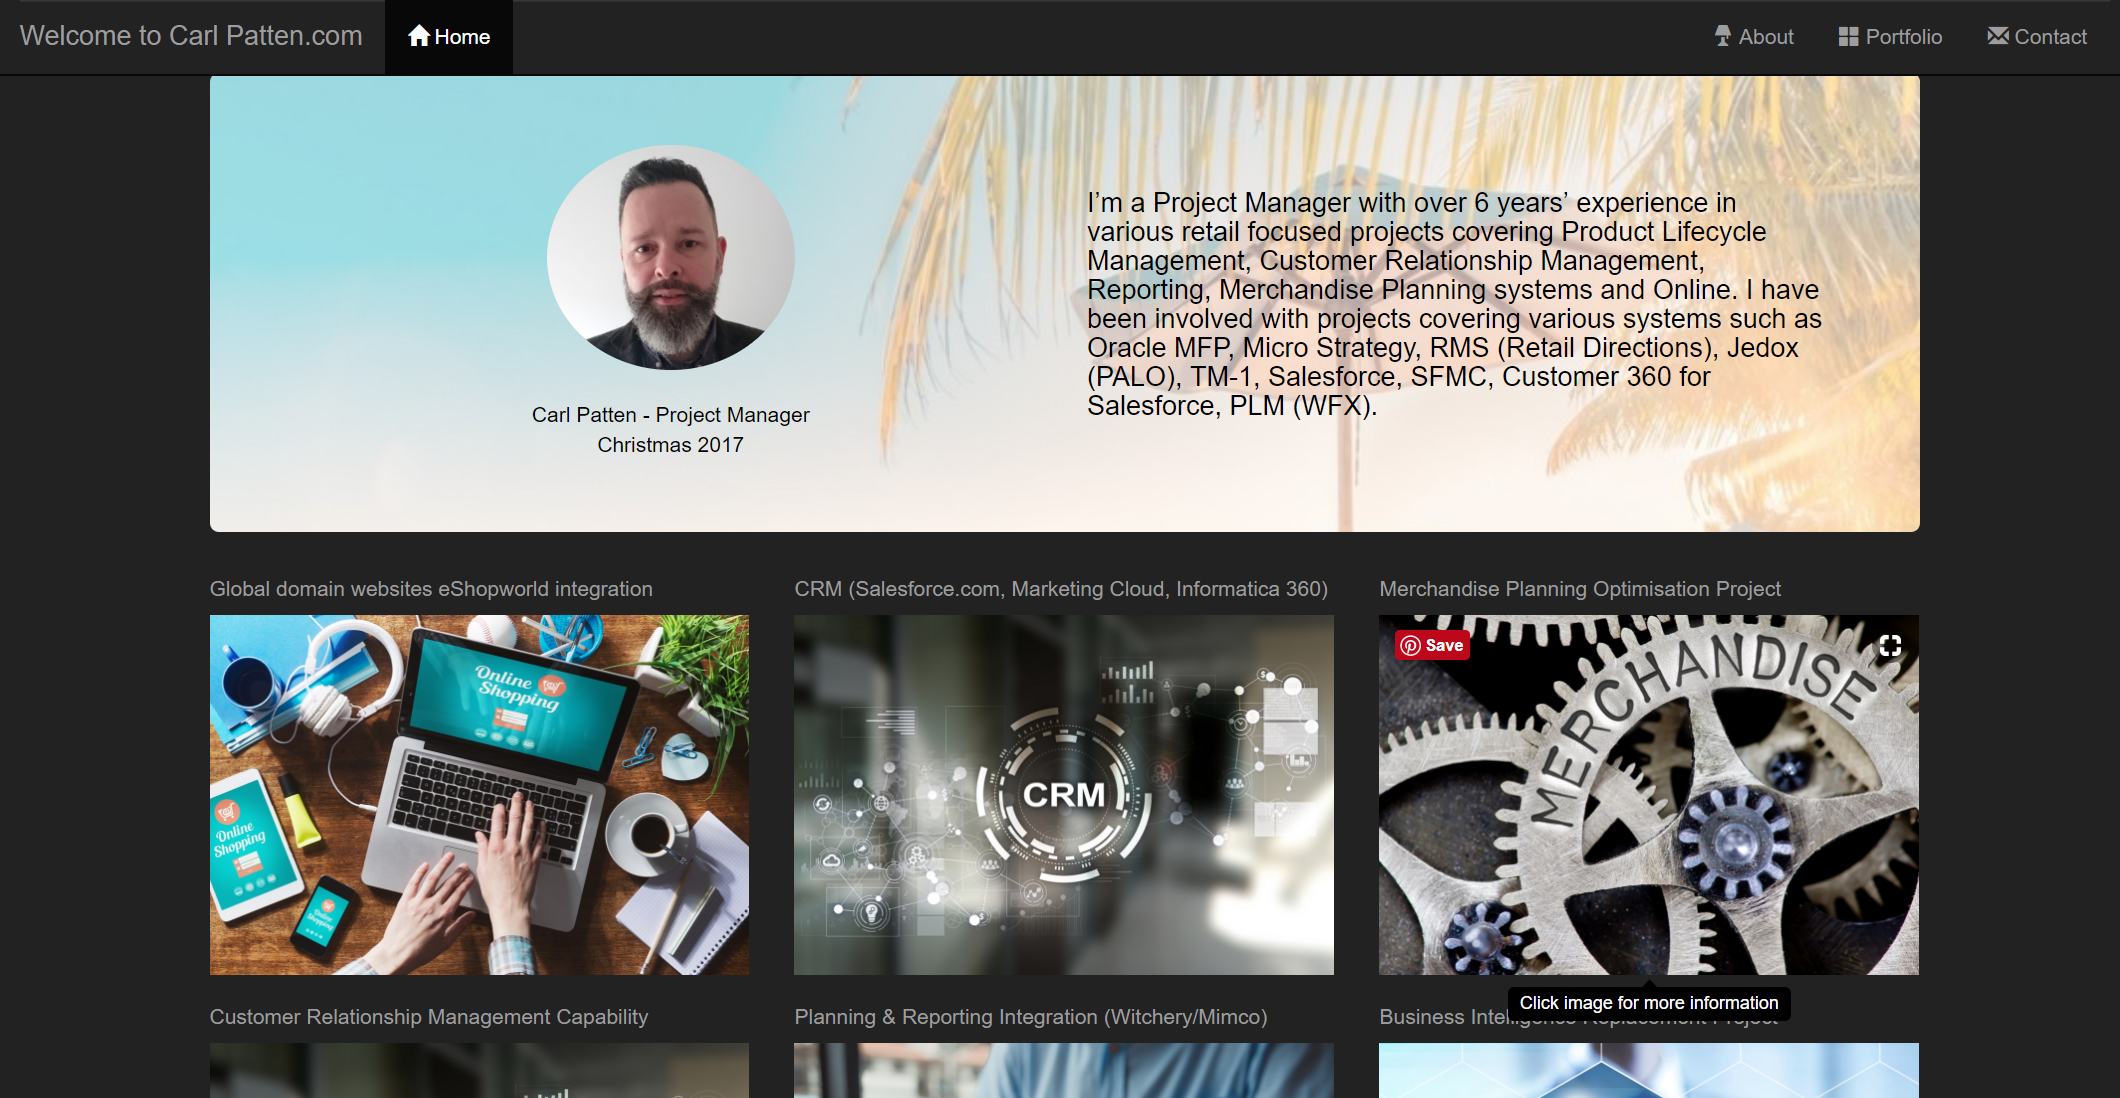 Welcome to Carl Patten.com
Home
About
Portfolio
Contact
I’m a Project Manager with over 6 years’ experience in
various retail focused projects covering Product Lifecycle
Management, Customer Relationship Management,
Reporting, Merchandise Planning systems and Online. I have
been involved with projects covering various systems such as
Oracle MFP, Micro Strategy, RMS (Retail Directions), Jedox
(PALO), TM-1, Salesforce, SFMC, Customer 360 for
Salesforce, PLM (WFX).
Carl Patten - Project Manager
Christmas 2017
Global domain websites eShopworld integration
CRM (Salesforce.com, Marketing Cloud, Informatica 360)
Merchandise Planning Optimisation Project
Online
Shopping
Online
Shopping
Online
Shopping
CRM
Save
MERCHANDISE
Click image for more information
Customer Relationship Management Capability
Planning & Reporting Integration (Witchery/Mimco)
Business Intelligence Replacement Project